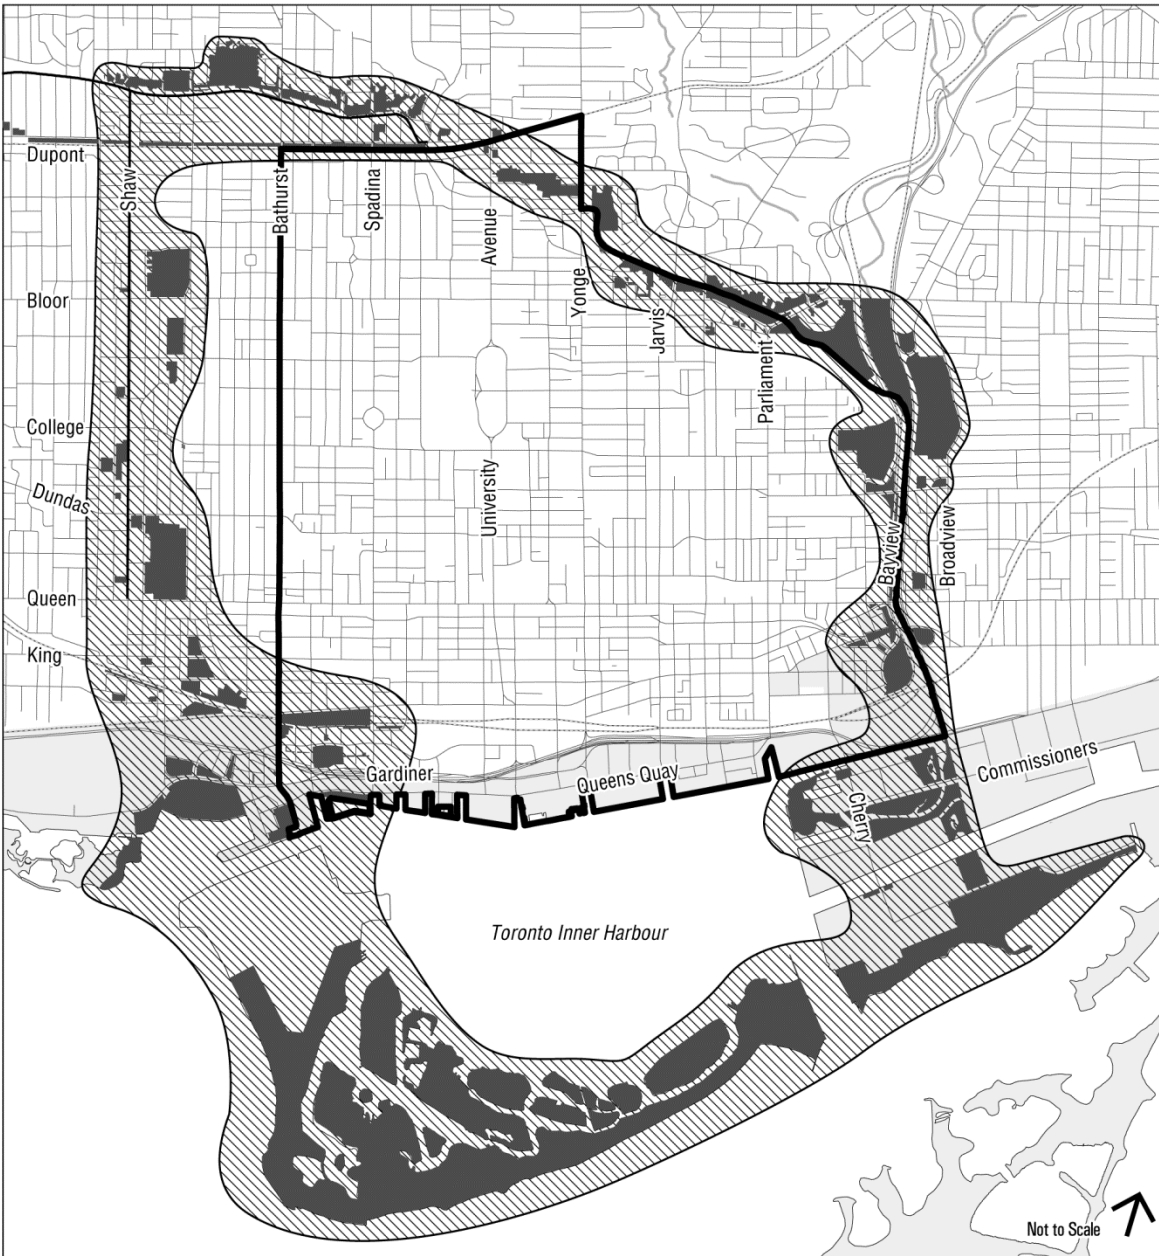 Dupont
Shaw
Bathurst
Spadina
Avenue
Yonge
Bloor
Jarvis
Parliament
College
Dundas
University
Bayview
Broadview
Queen
King
Gardiner
Queens Quay
Commissioners
Cherry
Toronto Inner Harbour
Not to Scale